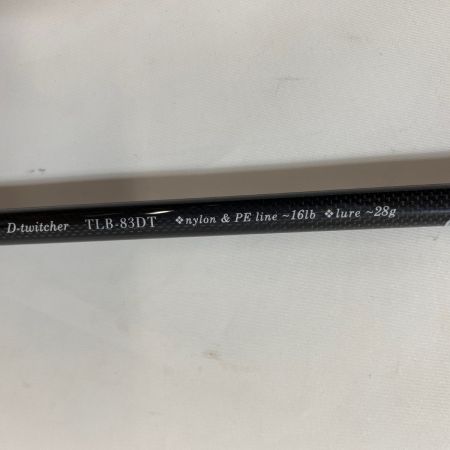 D-twitcher TLB-83DT ❖nylon & PE line ~16lb ❖lure ~28g